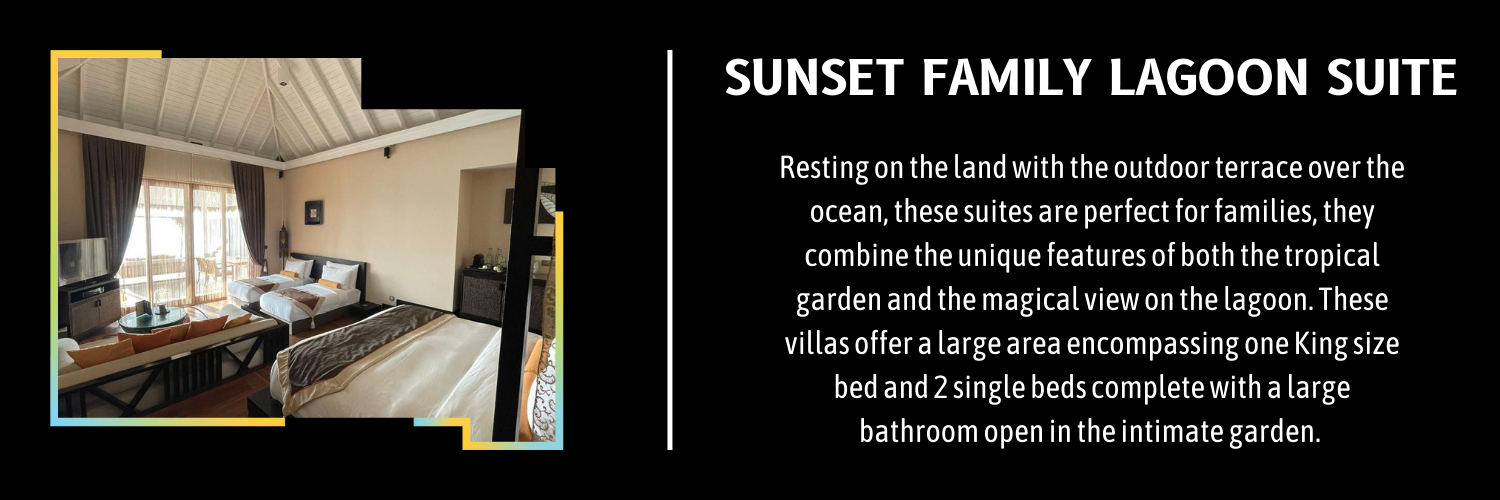 SUNSET FAMILY LAGOON SUITE
Resting on the land with the outdoor terrace over the
ocean, these suites are perfect for families, they
combine the unique features of both the tropical
garden and the magical view on the lagoon. These
villas offer a large area encompassing one King size
bed and 2 single beds complete with a large
bathroom open in the intimate garden.